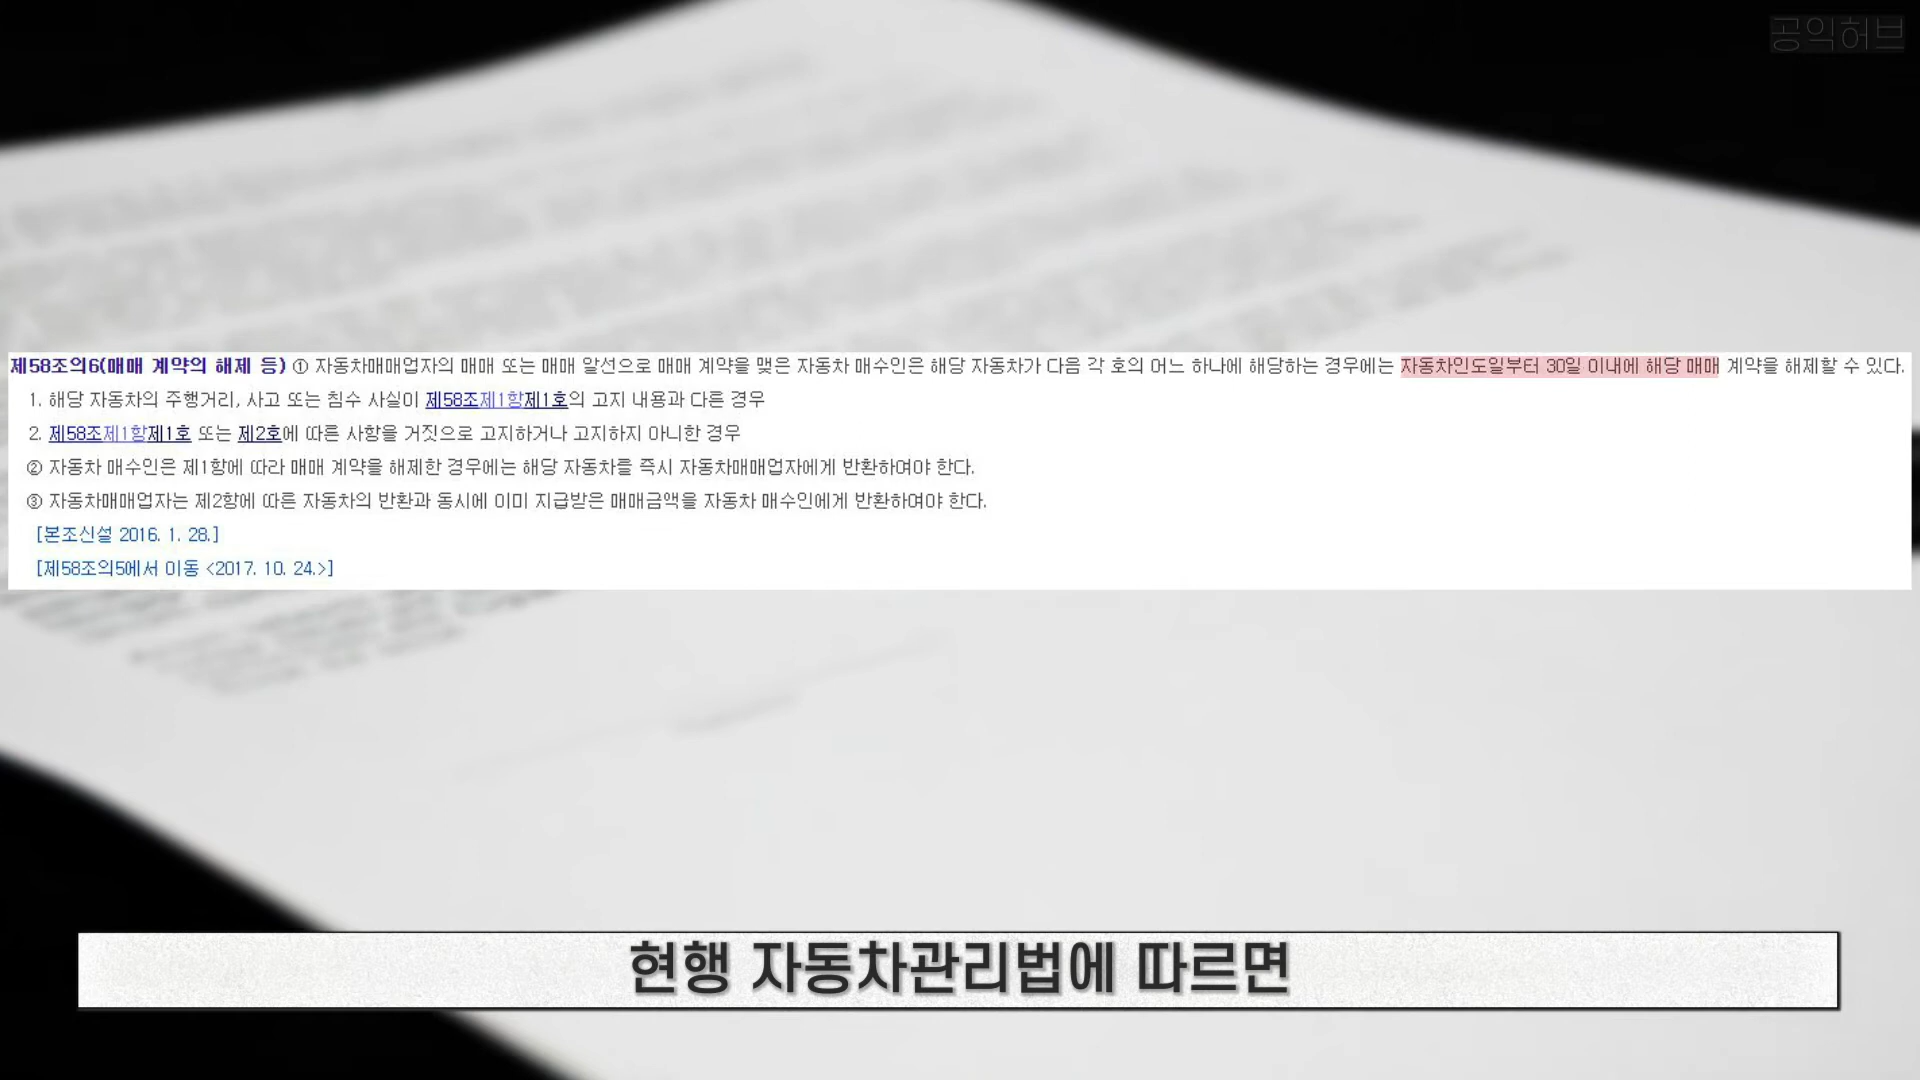 공익허브
제58조의6(매매 계약의 해제 등) ① 자동차매매업자의 매매 또는 매매 알선으로 매매 계약을 맺은 자동차 매수인은 해당 자동차가 다음 각 호의 어느 하나에 해당하는 경우에는 자동차인도일부터 30일 이내에 해당 매매 계약을 해제할 수 있다.
1. 해당 자동차의 주행거리, 사고 또는 침수 사실이 제58조제1항제1호의 고지 내용과 다른 경우
2. 제58조제1항제1호 또는 제2호에 따른 사항을 거짓으로 고지하거나 고지하지 아니한 경우
② 자동차 매수인은 제1항에 따라 매매 계약을 해제한 경우에는 해당 자동차를 즉시 자동차매매업자에게 반환하여야 한다.
③ 자동차매매업자는 제2항에 따른 자동차의 반환과 동시에 이미 지급받은 매매금액을 자동차 매수인에게 반환하여야 한다.
[본조신설 2016. 1. 28.]
[제58조의5에서 이동 <2017. 10. 24.>]
현행 자동차관리법에 따르면